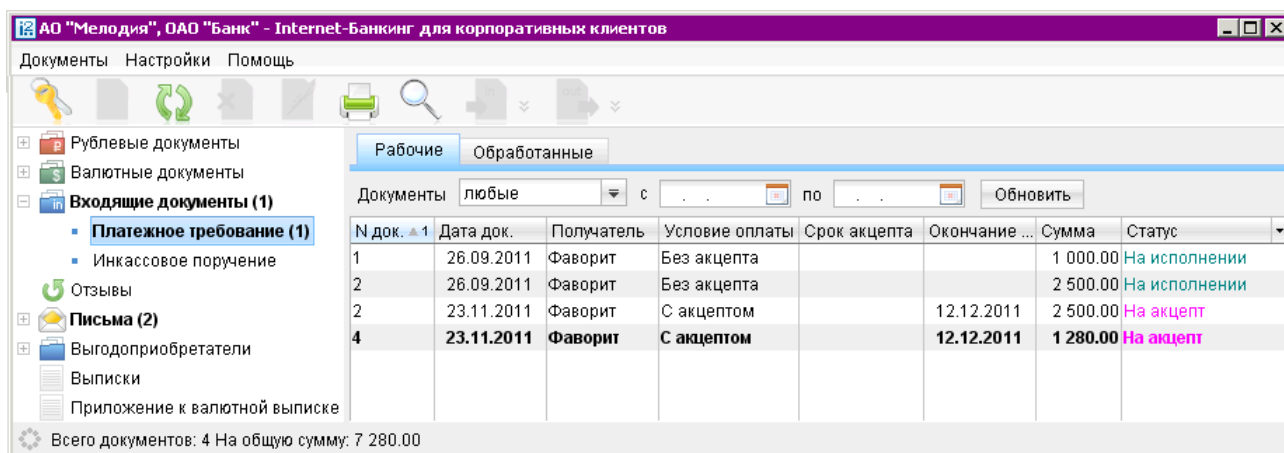 АО "Мелодия", ОАО "Банк" - Internet-Банкинг для корпоративных клиентов
Документы Настройки Помощь
in out
Рублевые документы
Валютные документы
Входящие документы (1)
Платежное требование (1)
Инкассовое поручение
Отзывы
Письма (2)
Выгодоприобретатели
Выписки
Приложение к валютной выписке
Рабочие Обработанные
Документы любые с . . по . . Обновить
N док. 1 Дата док. Получатель Условие оплаты Срок акцепта Окончание ... Сумма Статус
1 26.09.2011 Фаворит Без акцепта 1 000.00 На исполнении
2 26.09.2011 Фаворит Без акцепта 2 500.00 На исполнении
2 23.11.2011 Фаворит С акцептом 12.12.2011 2 500.00 На акцепт
4 23.11.2011 Фаворит С акцептом 12.12.2011 1 280.00 На акцепт
Всего документов: 4 На общую сумму: 7 280.00